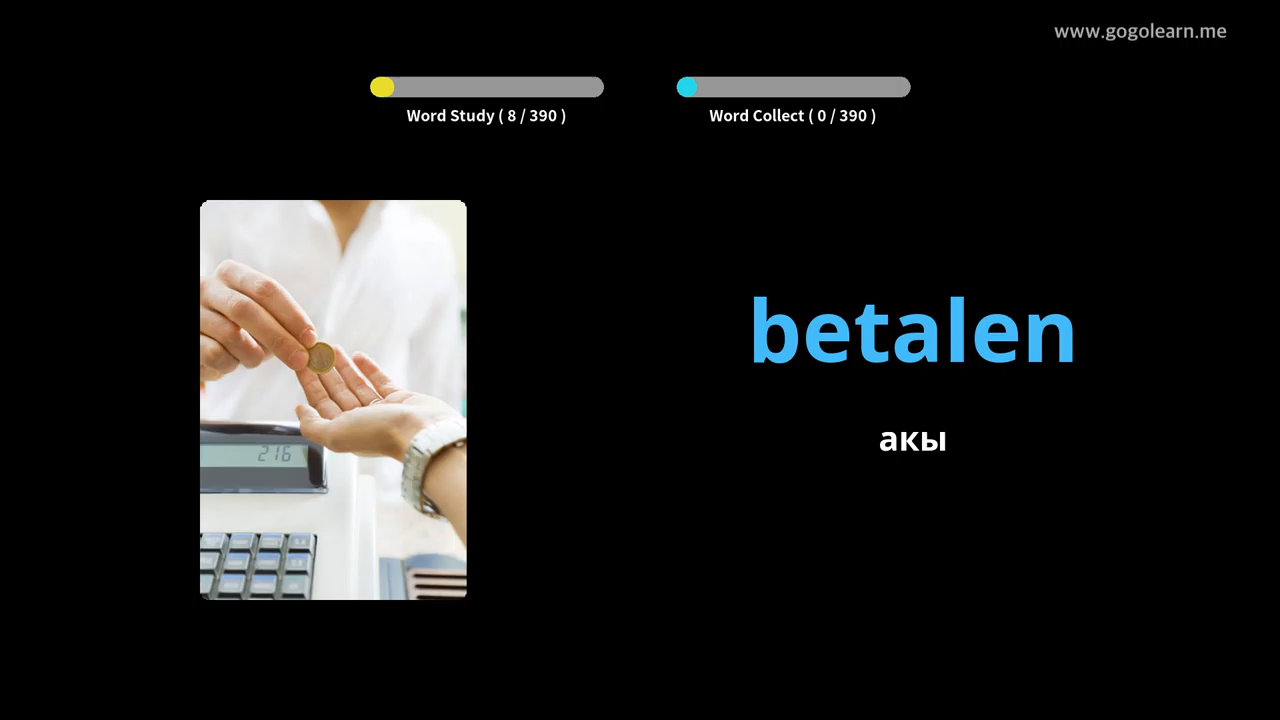 www.gogolearn.me
Word Study ( 8 / 390 )
Word Collect ( 0 / 390 )
betalen
акы
216